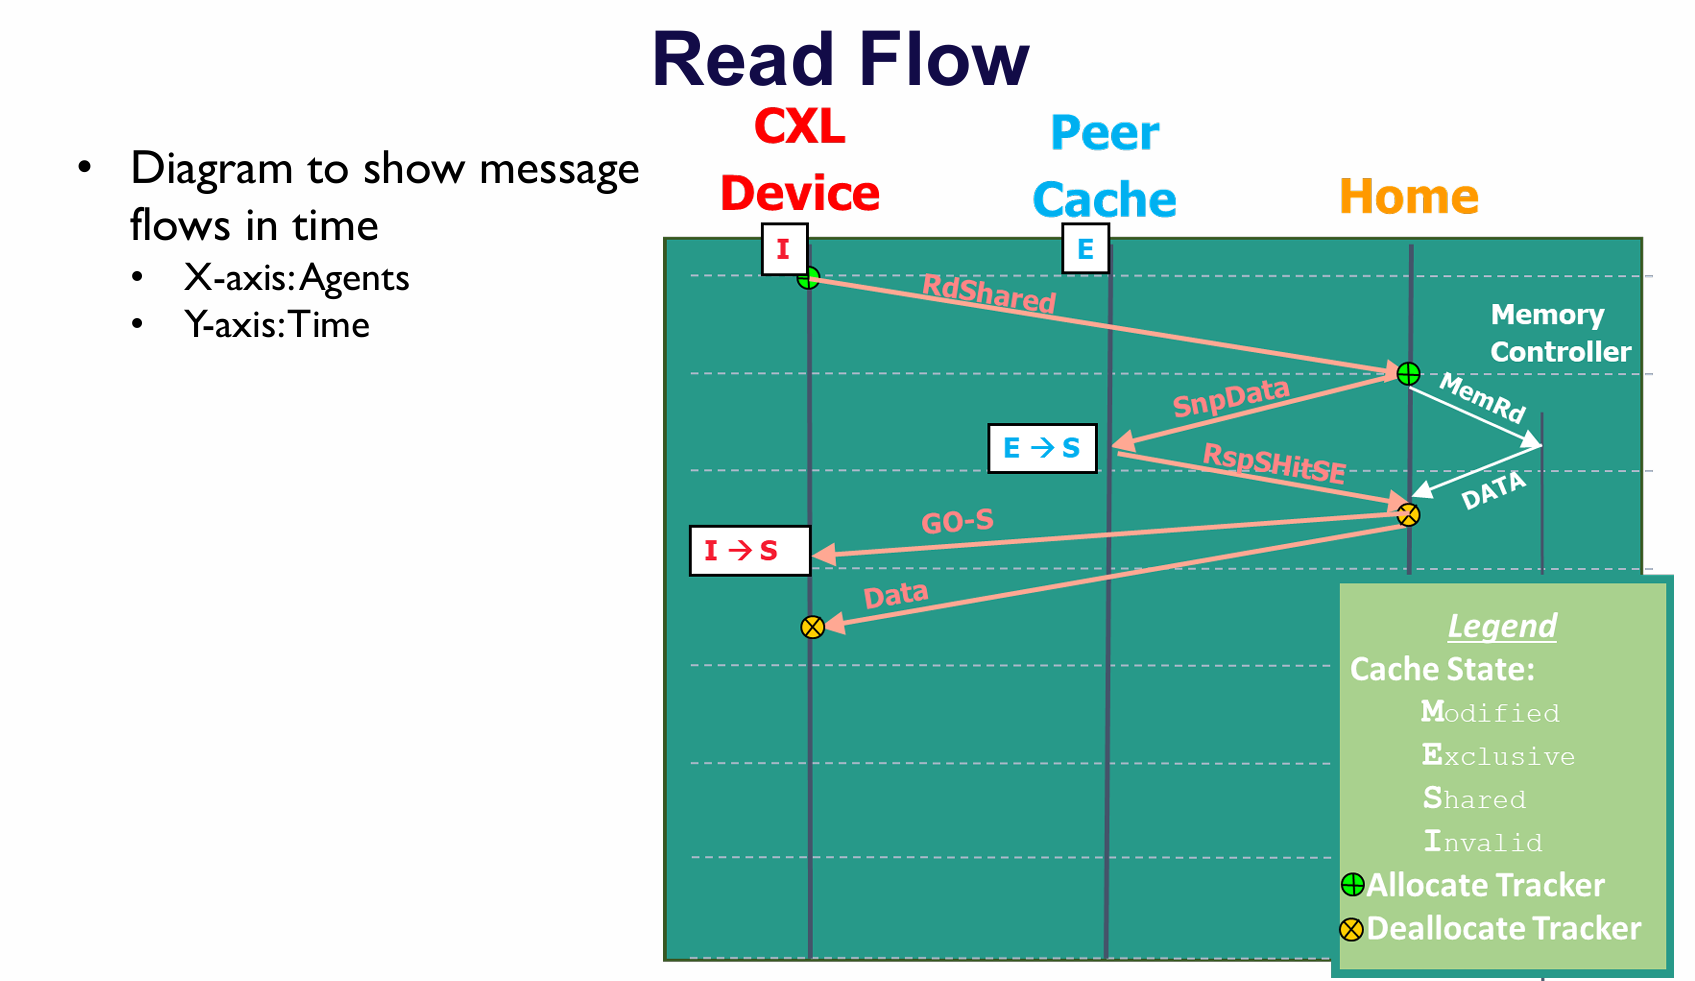 Read Flow
• Diagram to show message
flows in time
• X-axis: Agents
• Y-axis: Time
CXL
Device
Peer
Cache
Home
I
E
RdShared
Memory
Controller
MemRd
SnpData
E → S
RspSHitSE
DATA
GO-S
I → S
Data
Legend
Cache State:
Modified
Exclusive
Shared
Invalid
Allocate Tracker
Deallocate Tracker